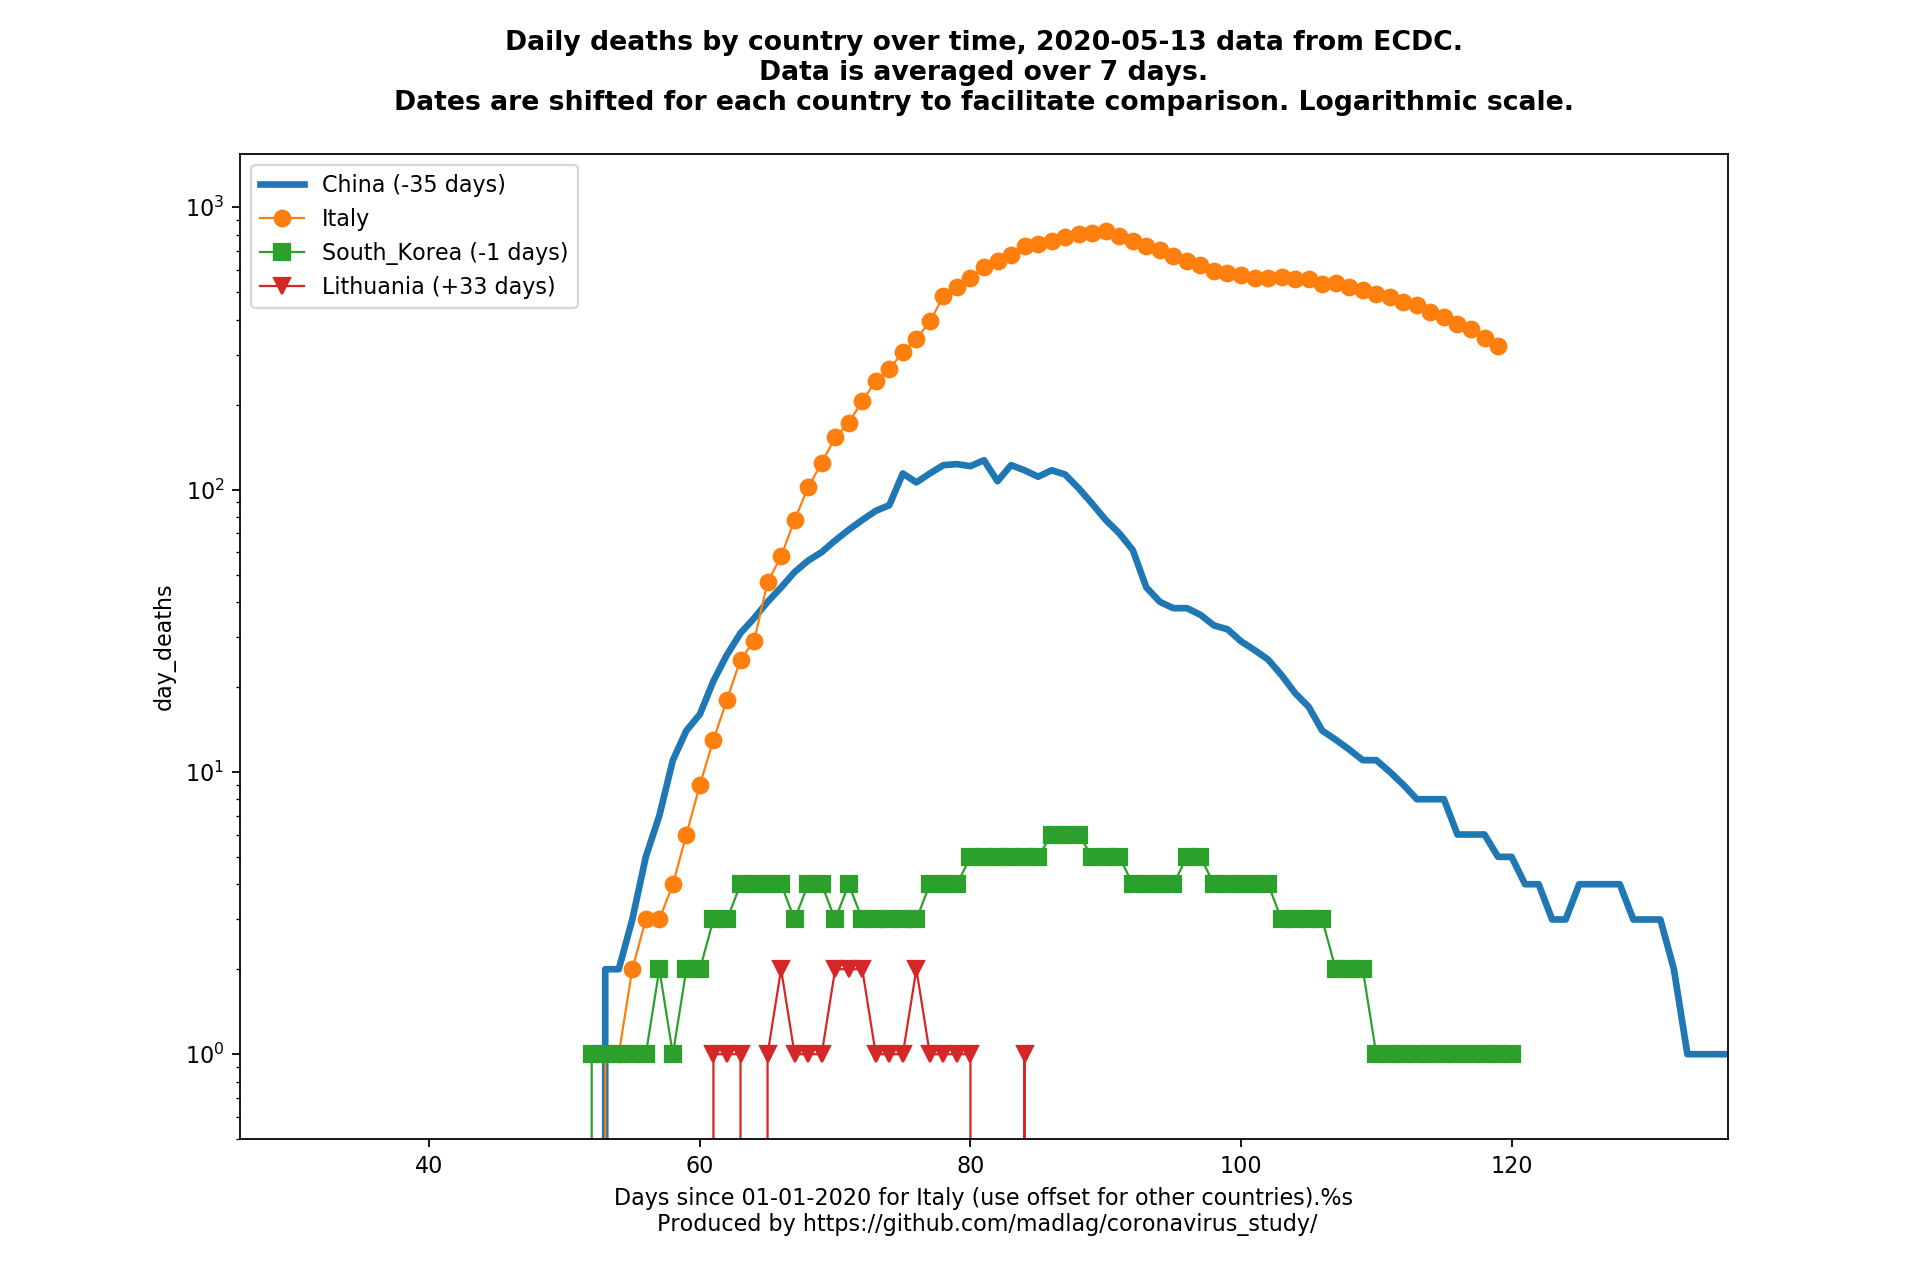 Daily deaths by country over time, 2020-05-13 data from ECDC.
Data is averaged over 7 days.
Dates are shifted for each country to facilitate comparison. Logarithmic scale.
China (-35 days)
Italy
South_Korea (-1 days)
Lithuania (+33 days)
10³
10²
10¹
10⁰
day_deaths
40 60 80 100 120
Days since 01-01-2020 for Italy (use offset for other countries).%s
Produced by https://github.com/madlag/coronavirus_study/